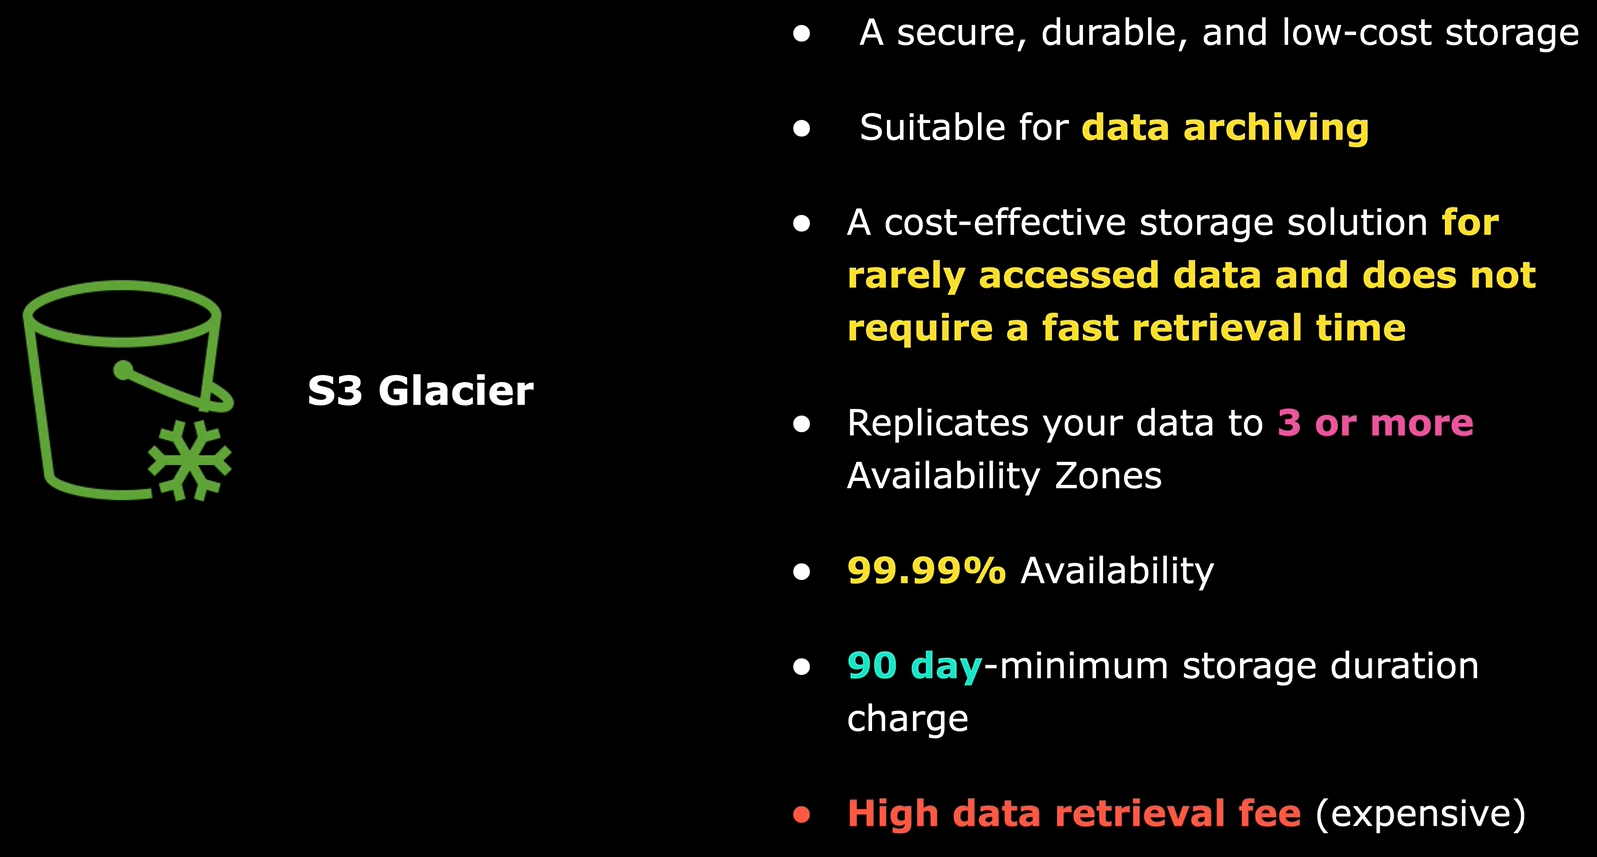 S3 Glacier
● A secure, durable, and low-cost storage
● Suitable for data archiving
● A cost-effective storage solution for
rarely accessed data and does not
require a fast retrieval time
● Replicates your data to 3 or more
Availability Zones
● 99.99% Availability
● 90 day-minimum storage duration
charge
● High data retrieval fee (expensive)